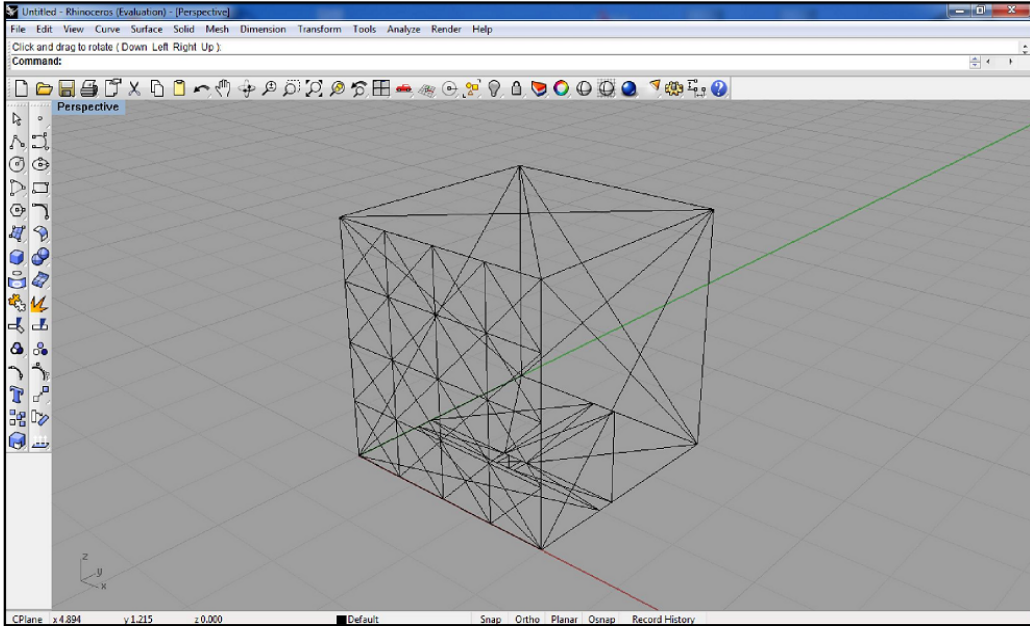 Untitled - Rhinoceros (Evaluation) - [Perspective]
File Edit View Curve Surface Solid Mesh Dimension Transform Tools Analyze Render Help
Click and drag to rotate ( Down Left Right Up ):
Command:
Perspective
z
y
x
CPlane x 4.894 y 1.215 z 0.000 Default Snap Ortho Planar Osnap Record History